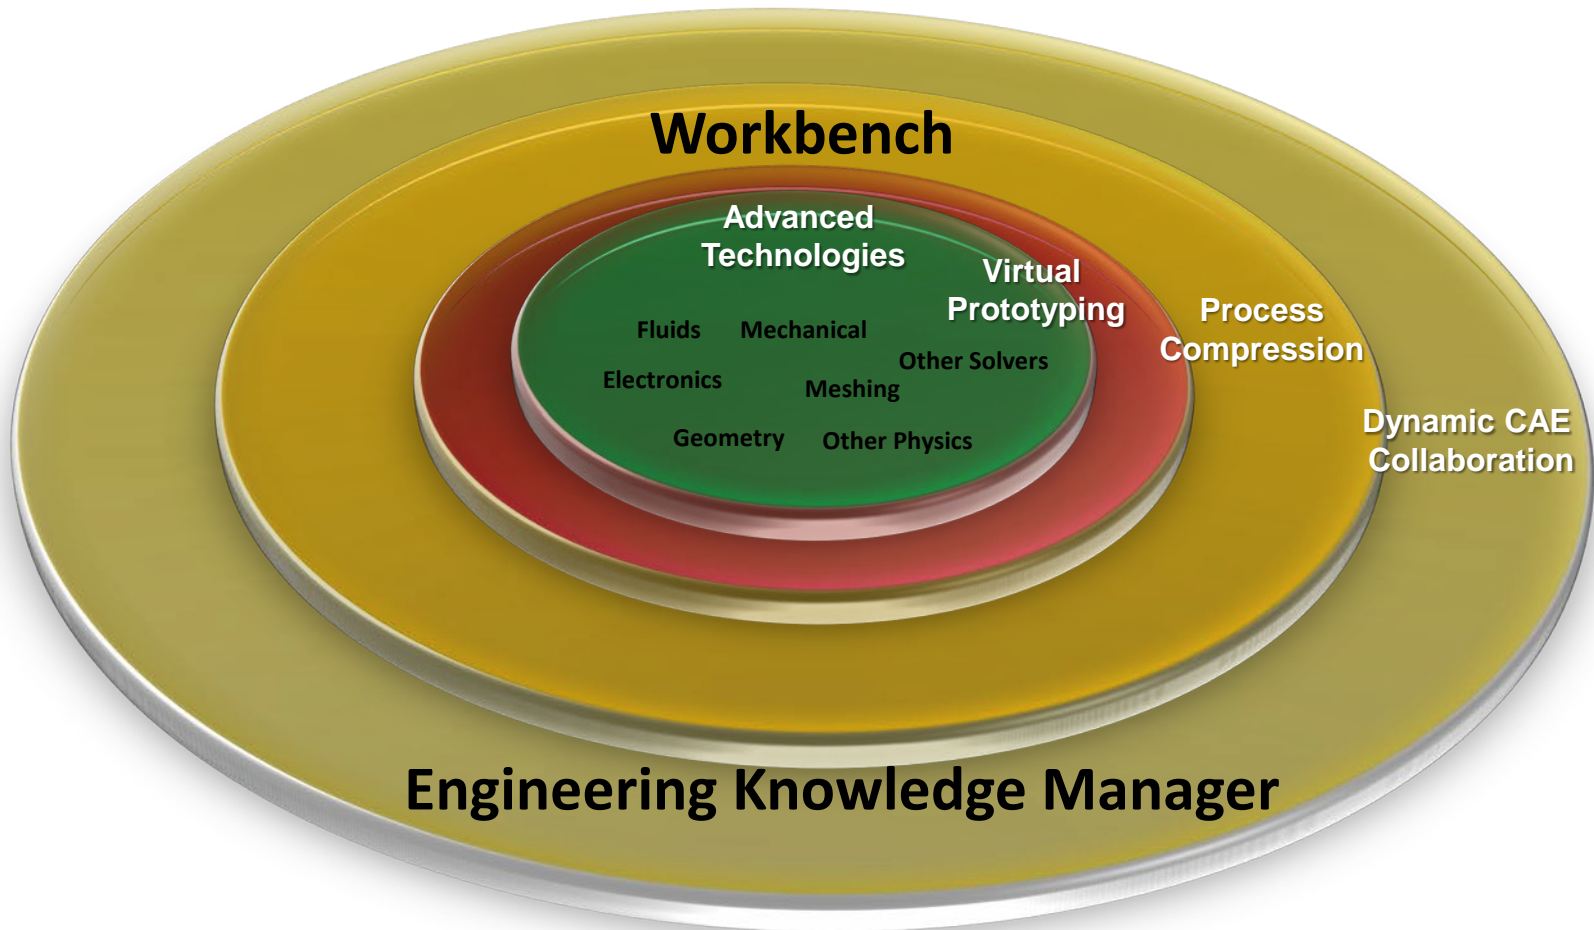 Workbench
Advanced
Technologies
Virtual
Prototyping
Process
Compression
Fluids
Mechanical
Other Solvers
Electronics
Meshing
Geometry
Other Physics
Dynamic CAE
Collaboration
Engineering Knowledge Manager